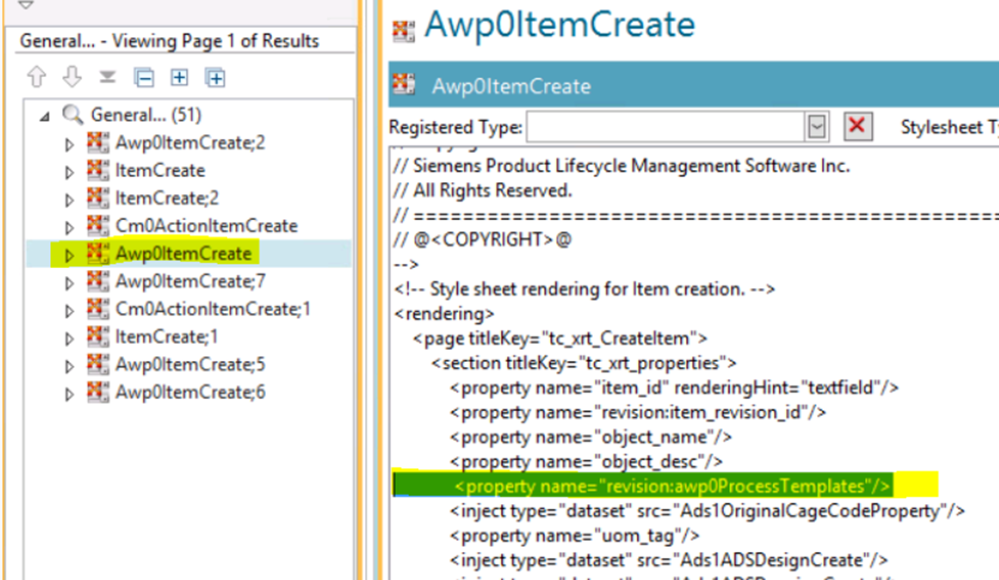 General... - Viewing Page 1 of Results
General... (51)
Awp0ItemCreate;2
ItemCreate
ItemCreate;2
Cm0ActionItemCreate
Awp0ItemCreate
Awp0ItemCreate;7
Cm0ActionItemCreate;1
ItemCreate;1
Awp0ItemCreate;5
Awp0ItemCreate;6
Awp0ItemCreate
Awp0ItemCreate
Registered Type:
Stylesheet T
// Siemens Product Lifecycle Management Software Inc.
// All Rights Reserved.
// ==================================================
// @<COPYRIGHT>@
-->
<!-- Style sheet rendering for Item creation. -->
<rendering>
<page titleKey="tc_xrt_CreateItem">
<section titleKey="tc_xrt_properties">
<property name="item_id" renderingHint="textfield"/>
<property name="revision:item_revision_id"/>
<property name="object_name"/>
<property name="object_desc"/>
<property name="revision:awp0ProcessTemplates"/>
<inject type="dataset" src="Ads1OriginalCageCodeProperty"/>
<property name="uom_tag"/>
<inject type="dataset" src="Ads1ADSDesignCreate"/>